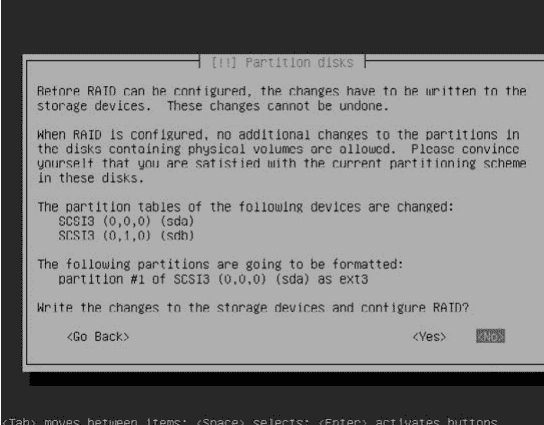 [!!] Partition disks
Before RAID can be configured, the changes have to be written to the
storage devices. These changes cannot be undone.
When RAID is configured, no additional changes to the partitions in
the disks containing physical volumes are allowed. Please convince
yourself that you are satisfied with the current partitioning scheme
in these disks.
The partition tables of the following devices are changed:
SCSI3 (0,0,0) (sda)
SCSI3 (0,1,0) (sdb)
The following partitions are going to be formatted:
partition #1 of SCSI3 (0,0,0) (sda) as ext3
Write the changes to the storage devices and configure RAID?
<Go Back> <Yes> <No>
<Tab> moves between items; <Space> selects; <Enter> activates buttons